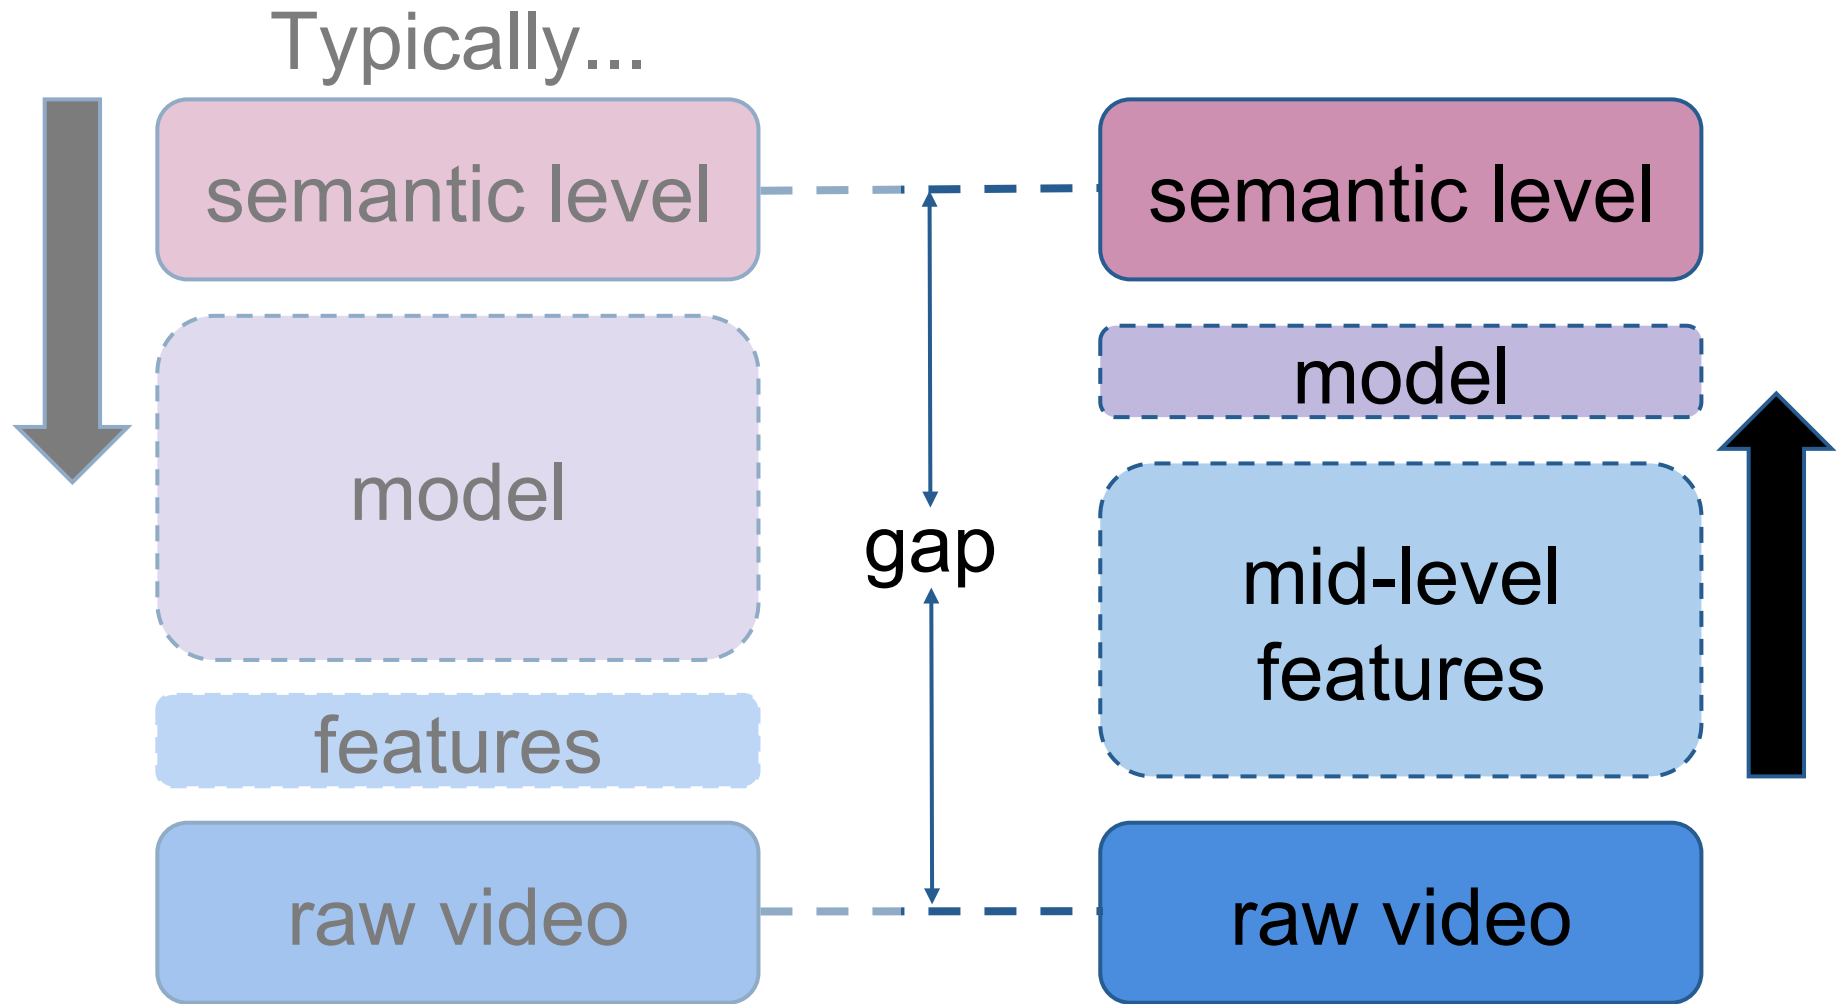 Typically...
semantic level
model
features
raw video
gap
semantic level
model
mid-level
features
raw video